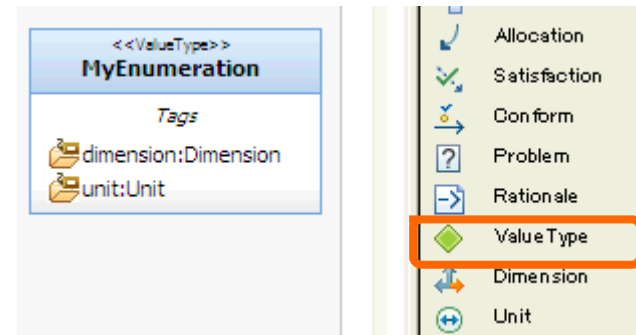 <<ValueType>>
MyEnumeration
Tags
dimension:Dimension
unit:Unit
Allocation
Satisfaction
Conform
Problem
Rationale
ValueType
Dimension
Unit